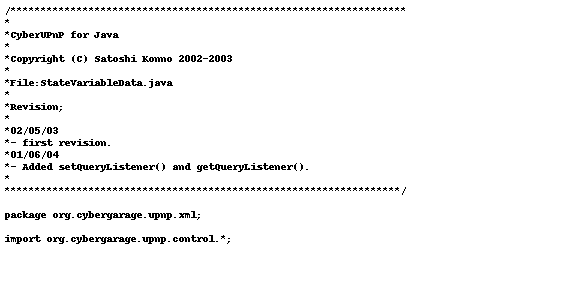 /******************************************************************
*
*CyberUPnP for Java
*
*Copyright (C) Satoshi Konno 2002-2003
*
*File:StateVariableData.java
*
*Revision;
*
*02/05/03
*- first revision.
*01/06/04
*- Added setQueryListener() and getQueryListener().
*
******************************************************************/
package org.cybergarage.upnp.xml;
import org.cybergarage.upnp.control.*;